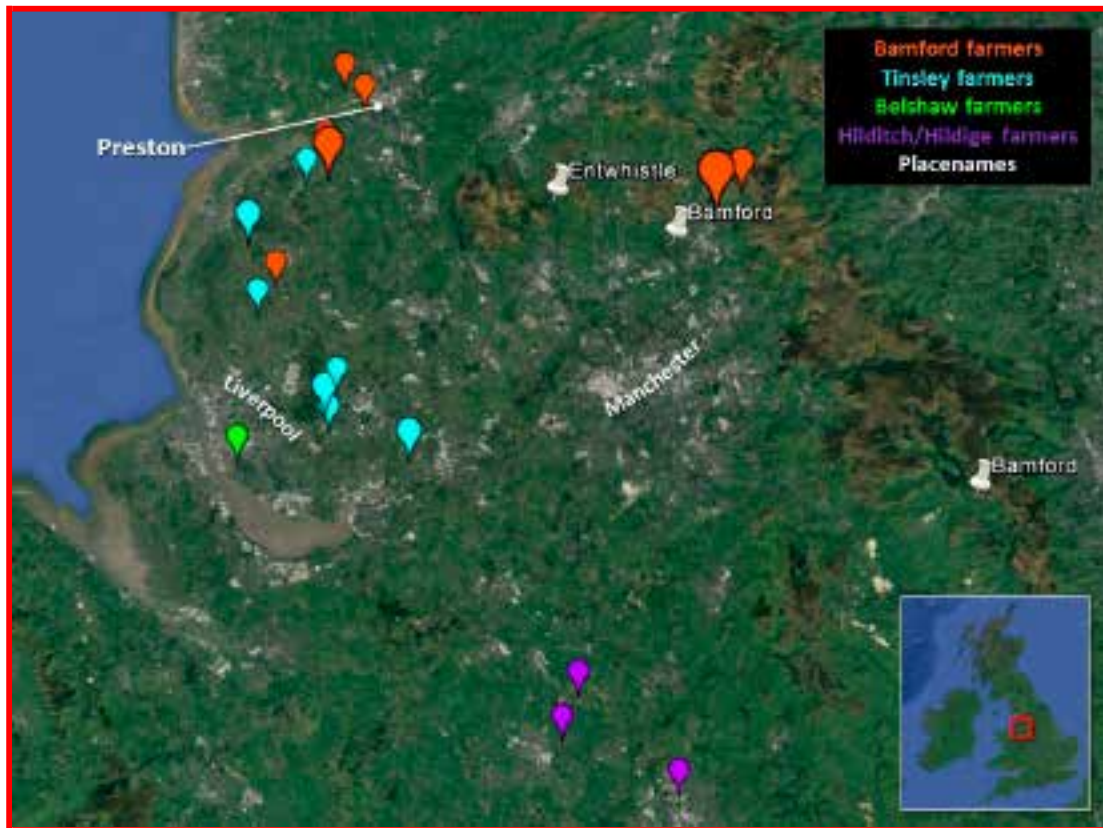 Bamford farmers
Tinsley farmers
Belshaw farmers
Hilditch/Hildige farmers
Placenames
Preston
Entwhistle
Bamford
Manchester
Liverpool
Bamford